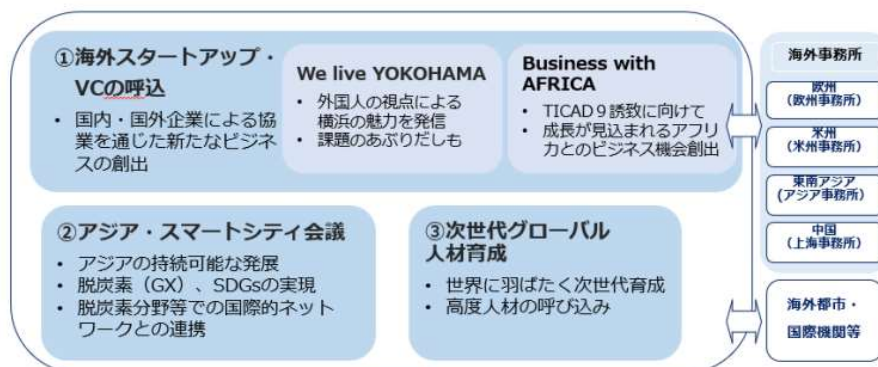 ①海外スタートアップ・
VCの呼込
・ 国内・国外企業による協
業を通じた新たなビジネ
スの創出
We live YOKOHAMA
・ 外国人の視点による
横浜の魅力を発信
・ 課題のあぶりだしも
Business with
AFRICA
・ TICAD９誘致に向けて
・ 成長が見込まれるアフリ
カとのビジネス機会創出
②アジア・スマートシティ会議
・ アジアの持続可能な発展
・ 脱炭素（GX）、SDGsの実現
・ 脱炭素分野等での国際的ネット
ワークとの連携
③次世代グローバル
人材育成
・ 世界に羽ばたく次世代育成
・ 高度人材の呼び込み
海外事務所
欧州
（欧州事務所）
米州
（米州事務所）
東南アジア
(アジア事務所）
中国
（上海事務所）
海外都市・
国際機関等